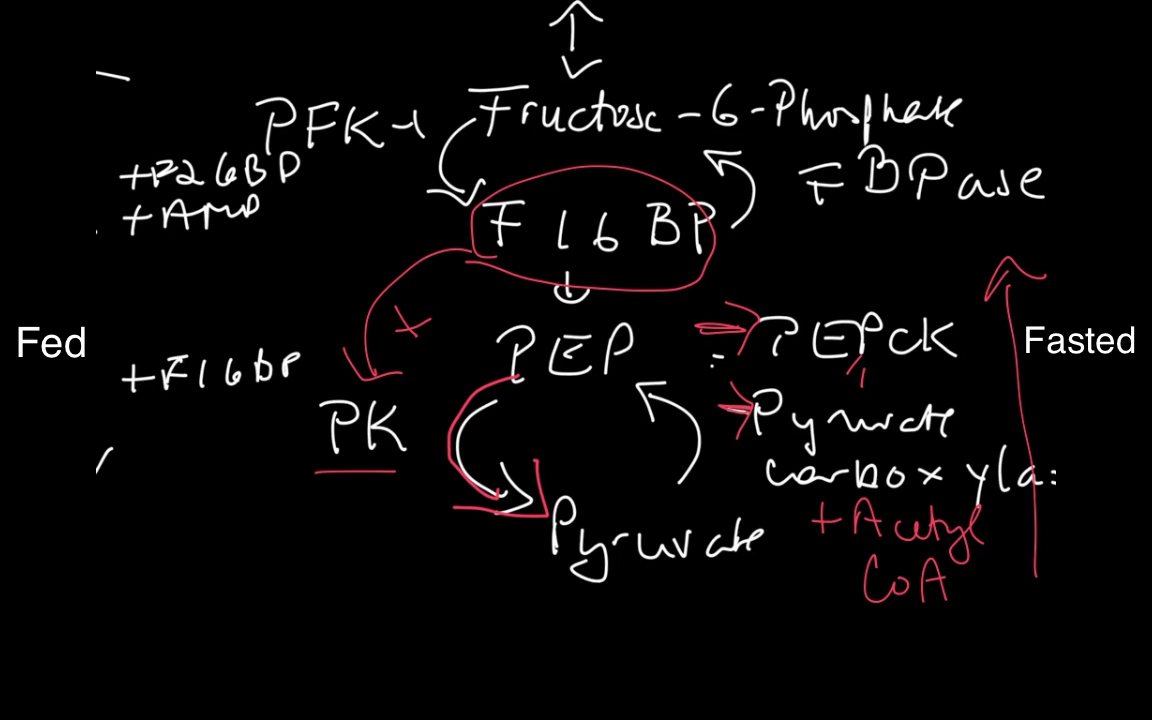 PFK-1
Fructose-6-Phosphate
+F26BP
+AMP
FBPase
F16BP
Fed
+
PEP
PEPCK
Fasted
+F16BP
PK
Pyruvate
carboxylas
Pyruvate
+Acetyl
CoA